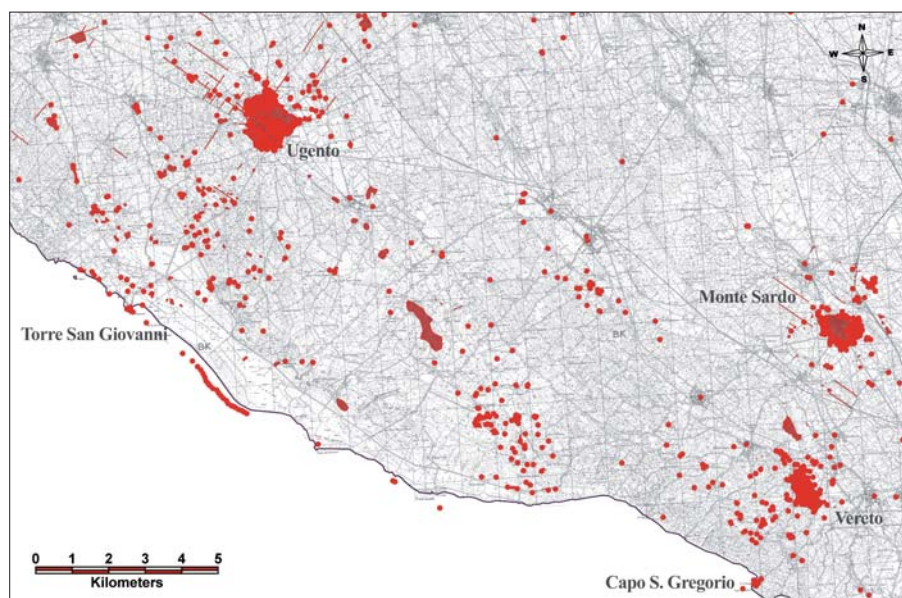 N
W E
S
Ugento
Monte Sardo
Torre San Giovanni
BK
BK
Vereto
0 1 2 3 4 5
Kilometers
Capo S. Gregorio